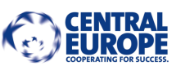 CENTRAL
EUROPE
COOPERATING FOR SUCCESS.